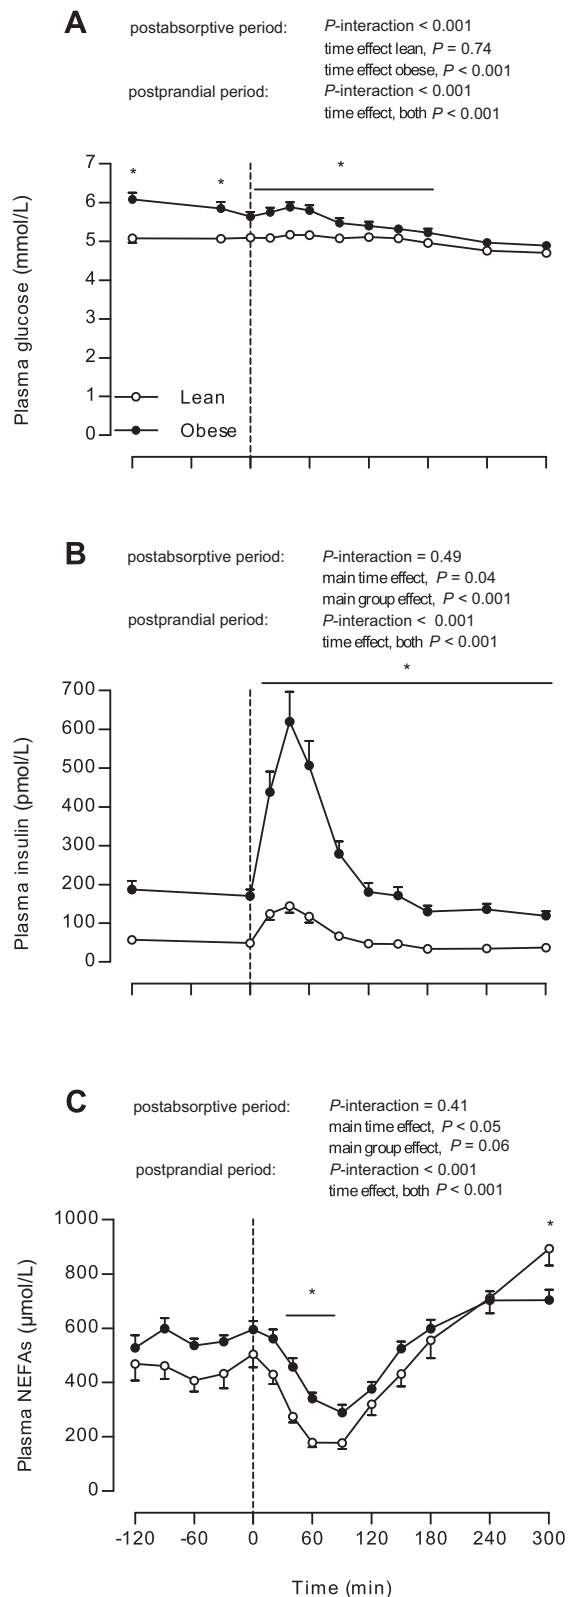 A
postabsorptive period: P-interaction < 0.001
time effect lean, P = 0.74
time effect obese, P < 0.001
postprandial period: P-interaction < 0.001
time effect, both P < 0.001
* * *
7
6
5
4
3
2
1
0
Plasma glucose (mmol/L)
Lean
Obese
B
postabsorptive period: P-interaction = 0.49
main time effect, P = 0.04
main group effect, P < 0.001
postprandial period: P-interaction < 0.001
time effect, both P < 0.001
*
700
600
500
400
300
200
100
0
Plasma insulin (pmol/L)
C
postabsorptive period: P-interaction = 0.41
main time effect, P < 0.05
main group effect, P = 0.06
postprandial period: P-interaction < 0.001
time effect, both P < 0.001
* *
1000
800
600
400
200
0
Plasma NEFAs (µmol/L)
-120 -60 0 60 120 180 240 300
Time (min)